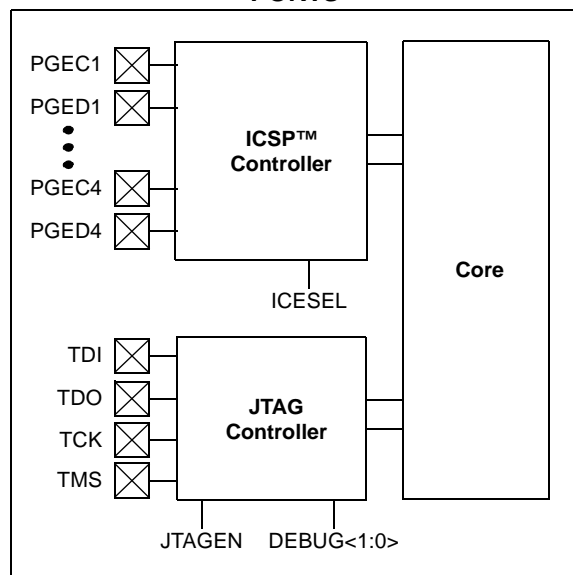 PGEC1
PGED1
ICSP™
Controller
PGEC4
PGED4
Core
ICESEL
TDI
TDO
JTAG
Controller
TCK
TMS
JTAGEN
DEBUG<1:0>